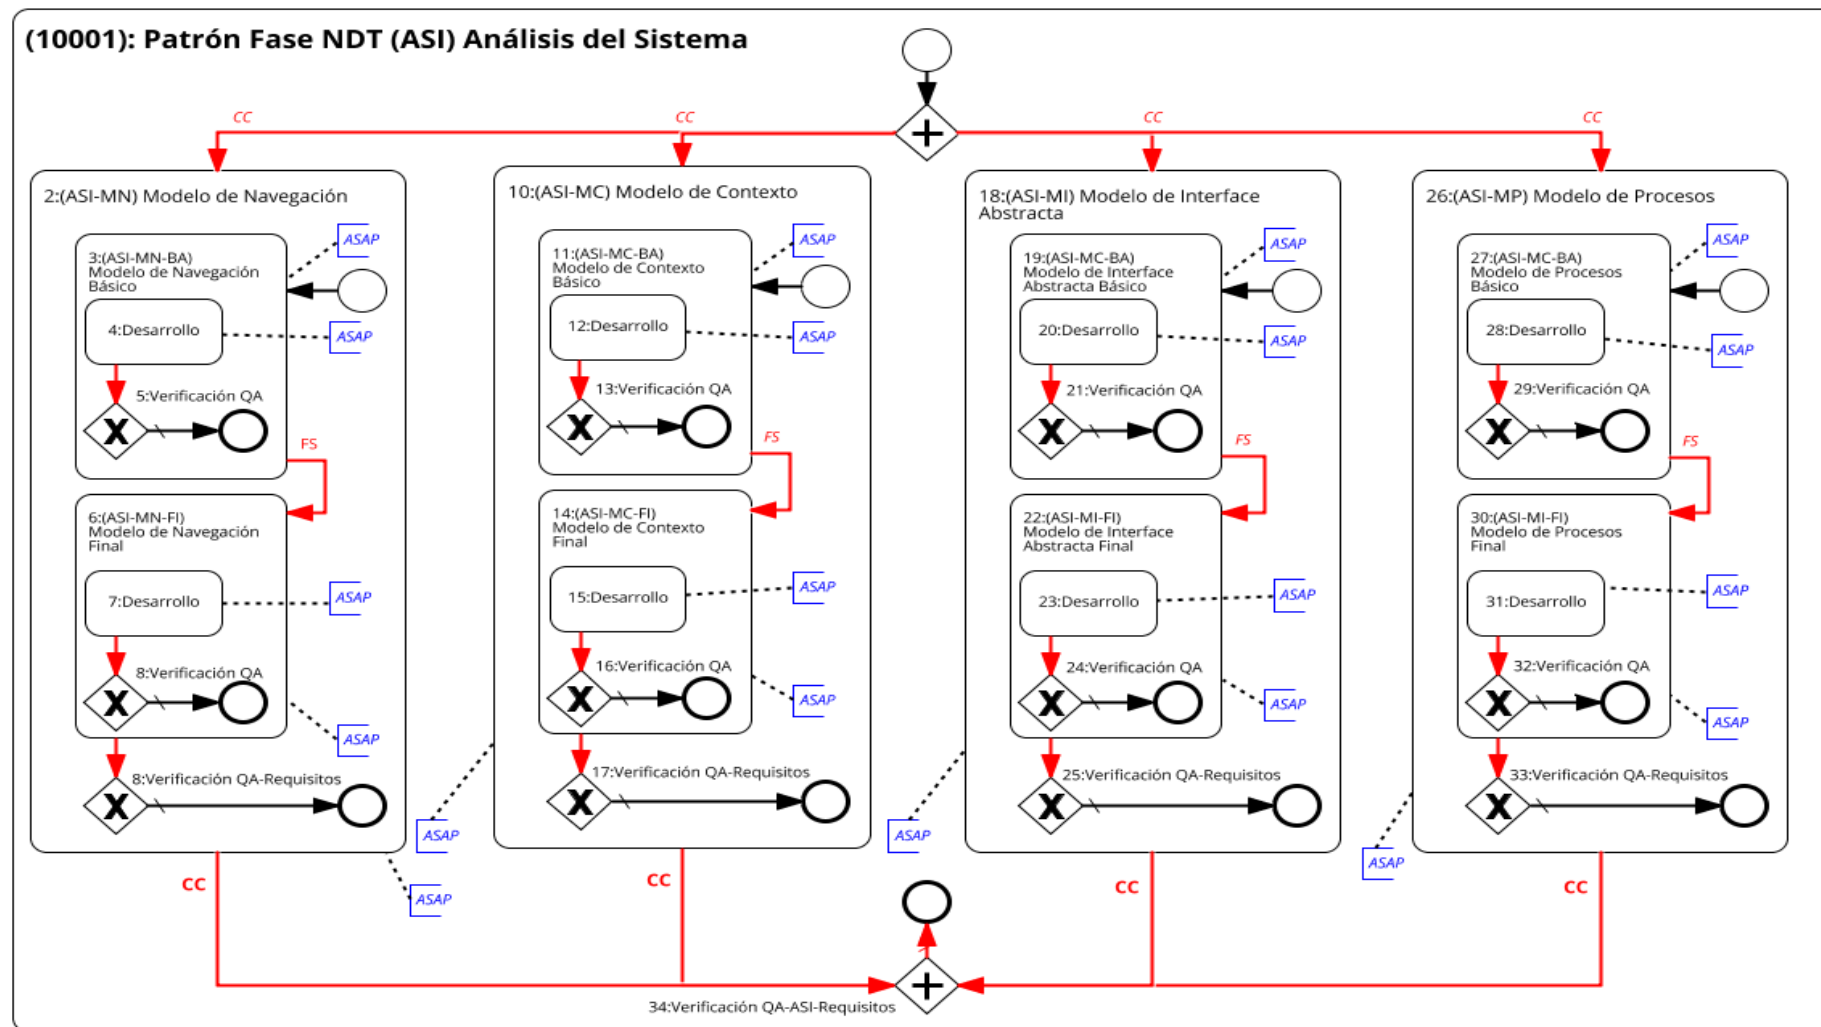 (10001): Patrón Fase NDT (ASI) Análisis del Sistema
CC
CC
CC
CC
2:(ASI-MN) Modelo de Navegación
ASAP
3:(ASI-MN-BA)
Modelo de Navegación
Básico
4:Desarrollo
ASAP
5:Verificación QA
X
FS
6:(ASI-MN-FI)
Modelo de Navegación
Final
7:Desarrollo
ASAP
8:Verificación QA
X
ASAP
8:Verificación QA-Requisitos
X
ASAP
CC
10:(ASI-MC) Modelo de Contexto
ASAP
11:(ASI-MC-BA)
Modelo de Contexto
Básico
12:Desarrollo
ASAP
13:Verificación QA
X
FS
14:(ASI-MC-FI)
Modelo de Contexto
Final
15:Desarrollo
ASAP
16:Verificación QA
X
ASAP
17:Verificación QA-Requisitos
X
ASAP
CC
18:(ASI-MI) Modelo de Interface
Abstracta
ASAP
19:(ASI-MC-BA)
Modelo de Interface
Abstracta Básico
20:Desarrollo
ASAP
21:Verificación QA
X
FS
22:(ASI-MI-FI)
Modelo de Interface
Abstracta Final
23:Desarrollo
ASAP
24:Verificación QA
X
ASAP
25:Verificación QA-Requisitos
X
ASAP
CC
26:(ASI-MP) Modelo de Procesos
ASAP
27:(ASI-MC-BA)
Modelo de Procesos
Básico
28:Desarrollo
ASAP
29:Verificación QA
X
FS
30:(ASI-MI-FI)
Modelo de Procesos
Final
31:Desarrollo
ASAP
32:Verificación QA
X
ASAP
33:Verificación QA-Requisitos
X
ASAP
CC
34:Verificación QA-ASI-Requisitos